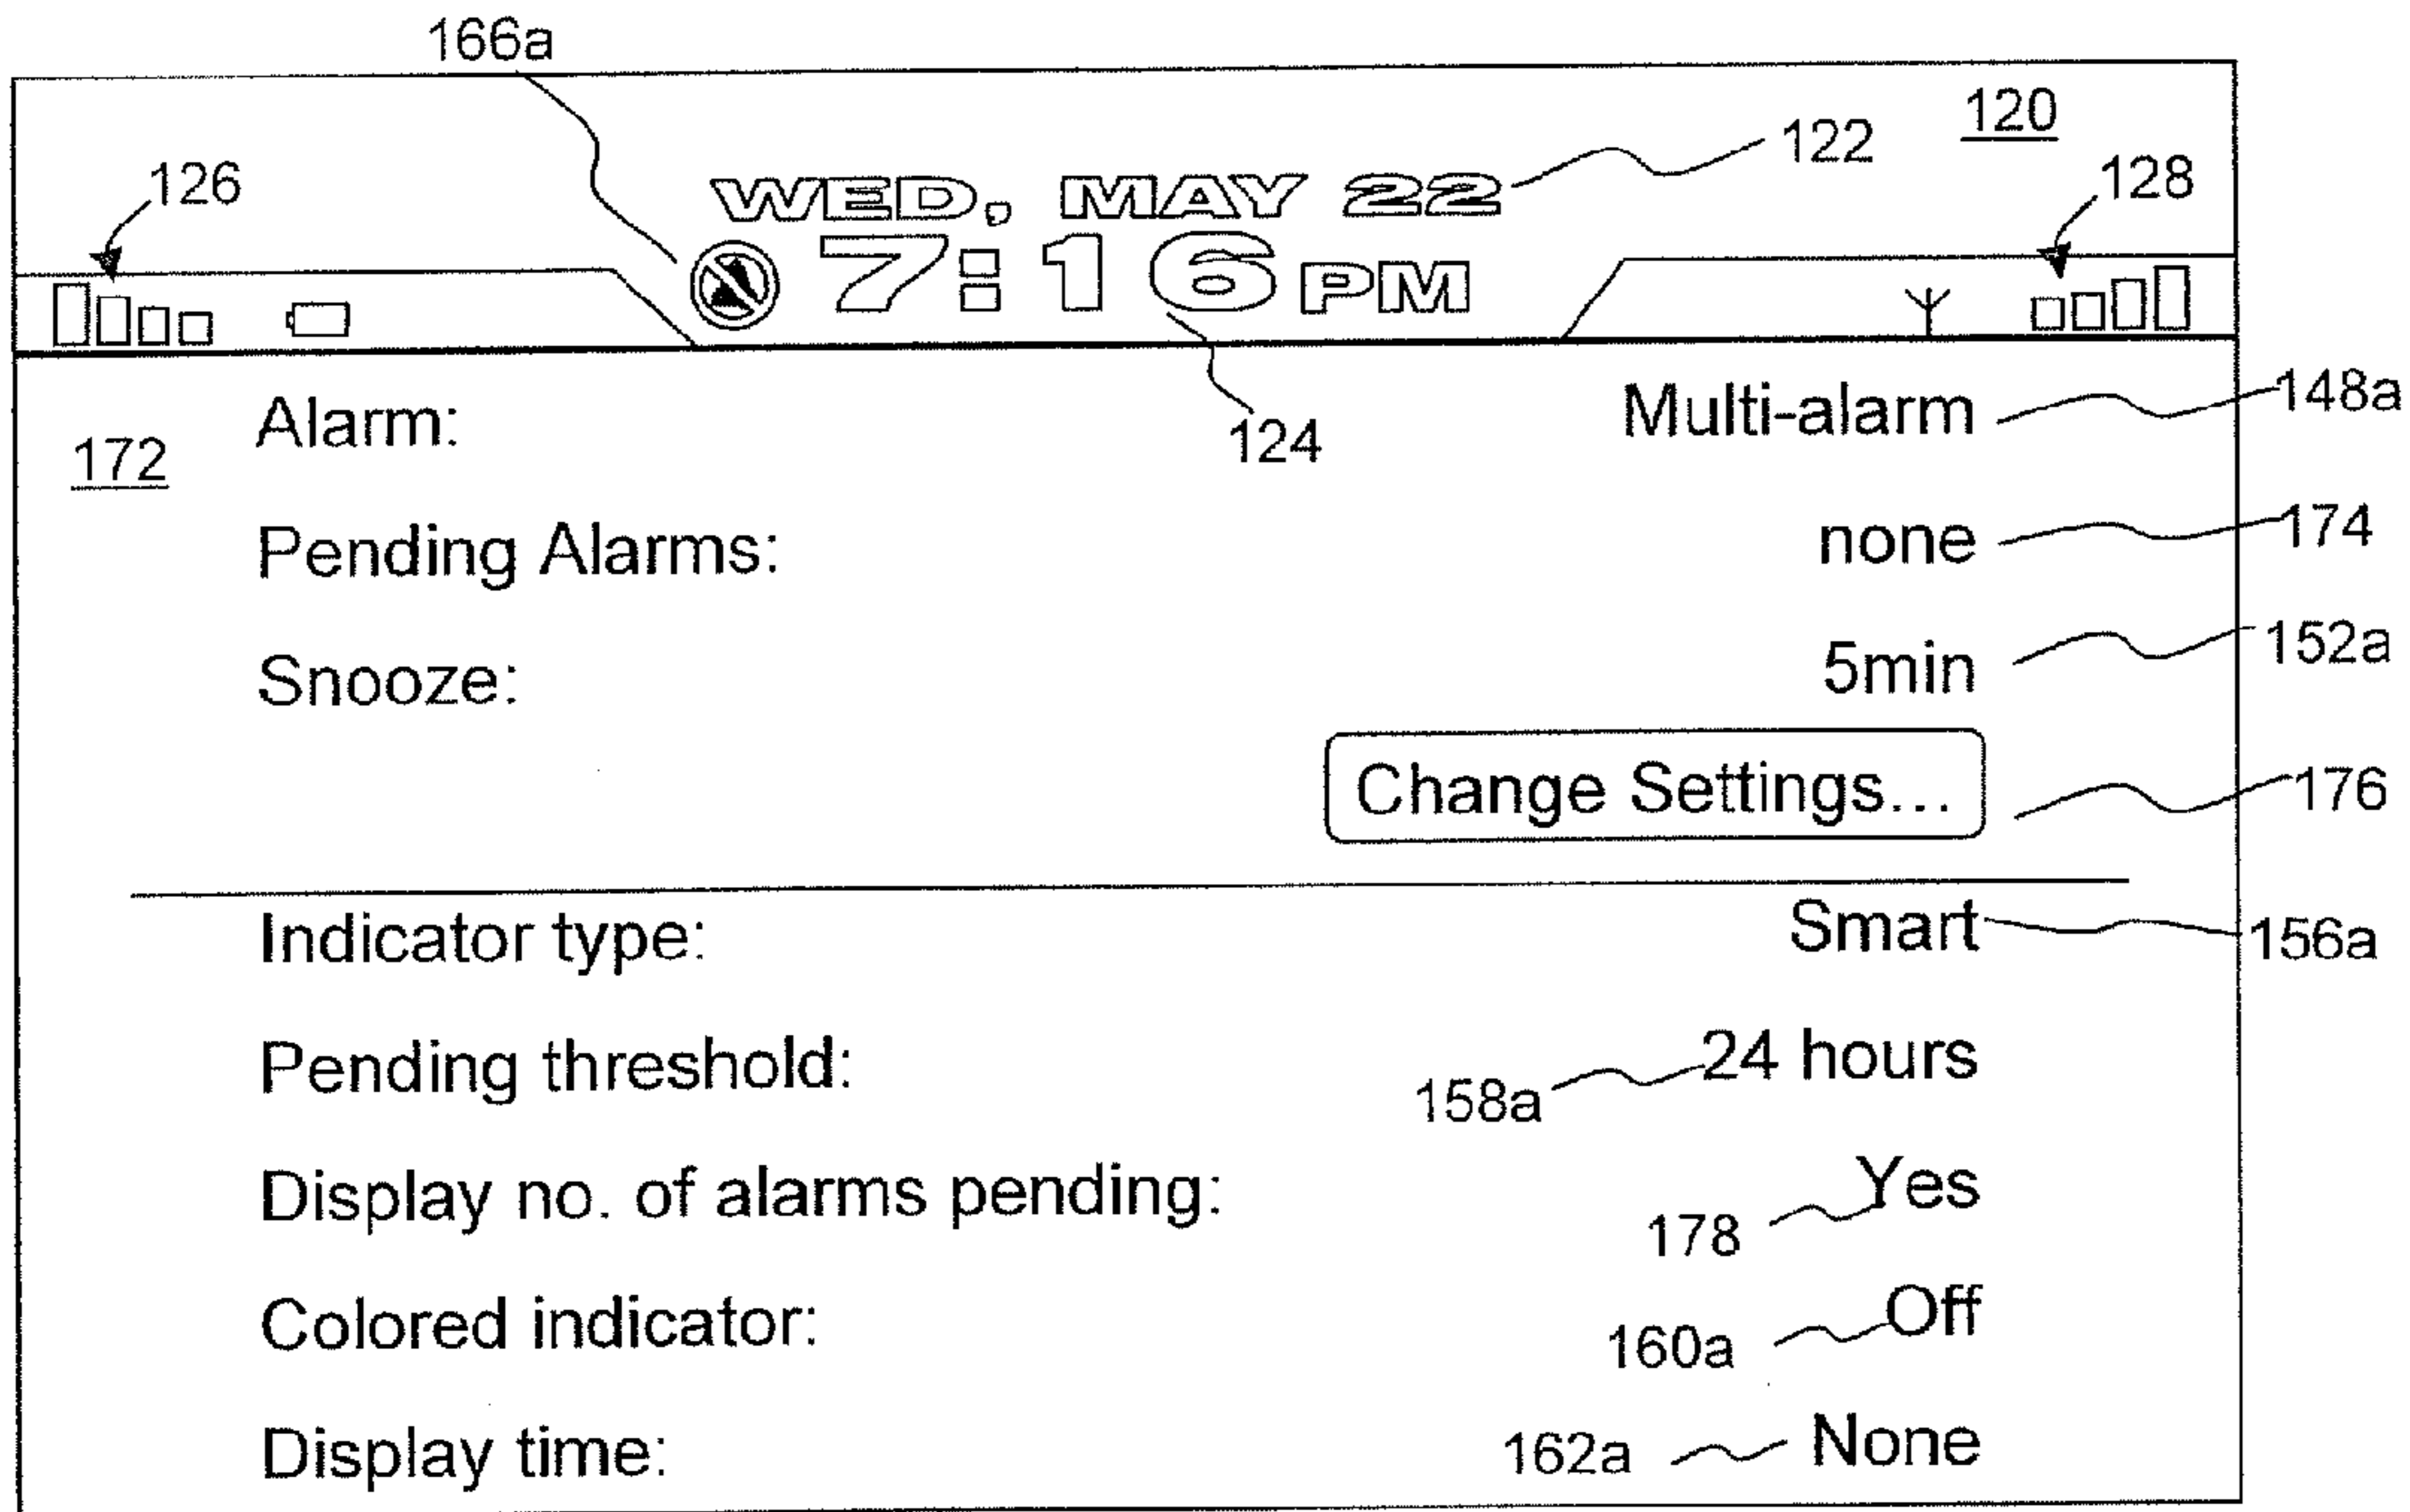 166a
120
122
126
WED, MAY 22
128
7:16 PM
Alarm:
Multi-alarm
148a
172
124
Pending Alarms:
none
174
Snooze:
5min
152a
Change Settings...
176
Indicator type:
Smart
156a
Pending threshold:
24 hours
158a
Display no. of alarms pending:
Yes
178
Colored indicator:
Off
160a
Display time:
None
162a